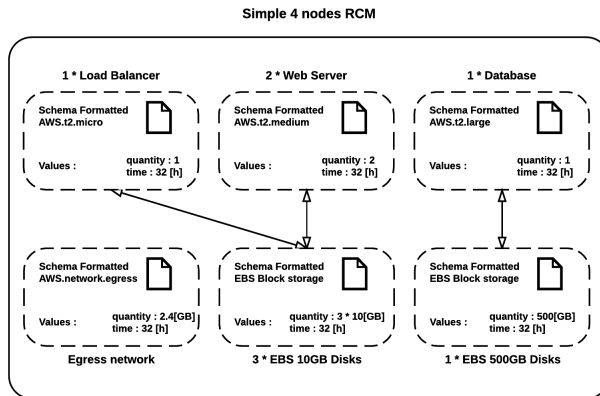 Simple 4 nodes RCM
1 * Load Balancer
Schema Formatted
AWS.t2.micro
Values :
quantity : 1
time : 32 [h]
2 * Web Server
Schema Formatted
AWS.t2.medium
Values :
quantity : 2
time : 32 [h]
1 * Database
Schema Formatted
AWS.t2.large
Values :
quantity : 1
time : 32 [h]
Schema Formatted
AWS.network.egress
Values :
quantity : 2.4[GB]
time : 32 [h]
Egress network
Schema Formatted
EBS Block storage
Values :
quantity : 3 * 10[GB]
time : 32 [h]
3 * EBS 10GB Disks
Schema Formatted
EBS Block storage
Values :
quantity : 500[GB]
time : 32 [h]
1 * EBS 500GB Disks